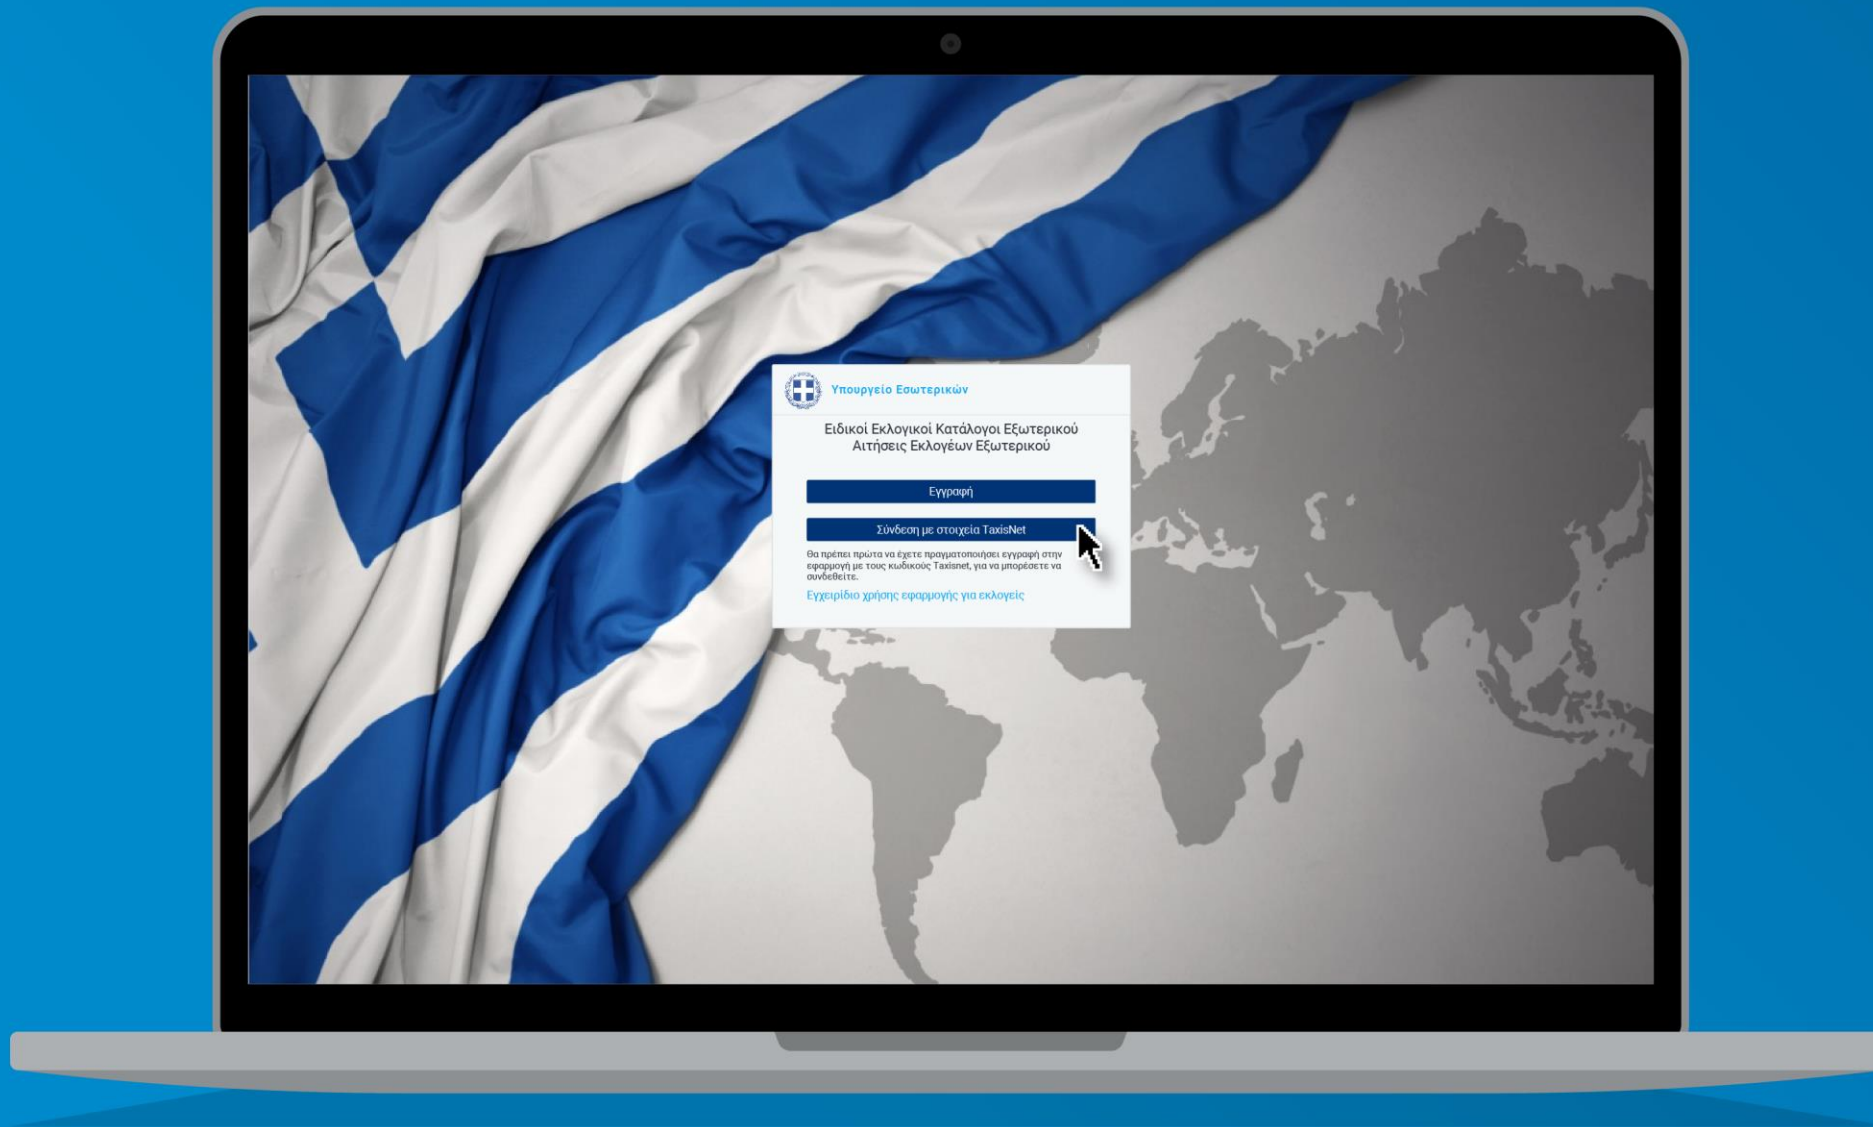 Υπουργείο Εσωτερικών
Ειδικοί Εκλογικοί Κατάλογοι Εξωτερικού
Αιτήσεις Εκλογέων Εξωτερικού
Εγγραφή
Σύνδεση με στοιχεία TaxisNet
Θα πρέπει πρώτα να έχετε πραγματοποιήσει εγγραφή στην
εφαρμογή με τους κωδικούς Taxisnet, για να μπορέσετε να
συνδεθείτε.
Εγχειρίδιο χρήσης εφαρμογής για εκλογείς